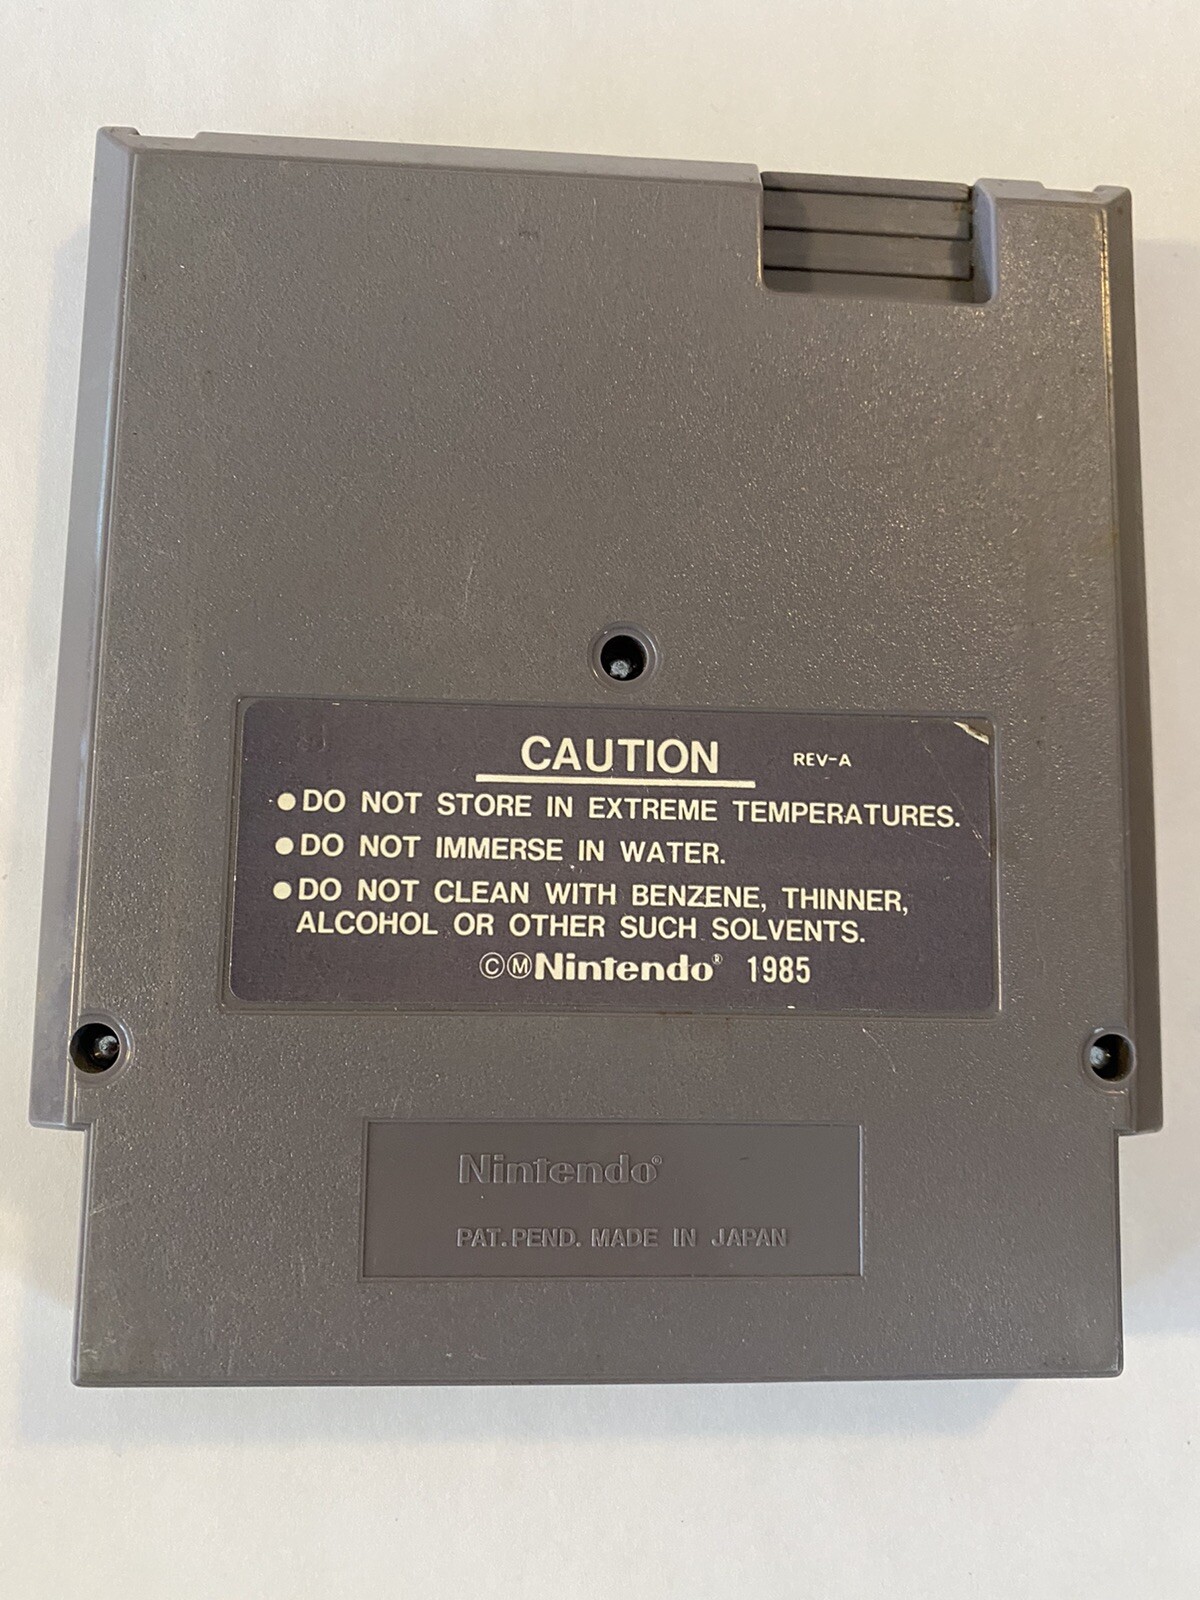 CAUTION REV-A
●DO NOT STORE IN EXTREME TEMPERATURES.
●DO NOT IMMERSE IN WATER.
●DO NOT CLEAN WITH BENZENE, THINNER,
ALCOHOL OR OTHER SUCH SOLVENTS.
ⒸⓂNintendo® 1985
Nintendo®
PAT. PEND. MADE IN JAPAN